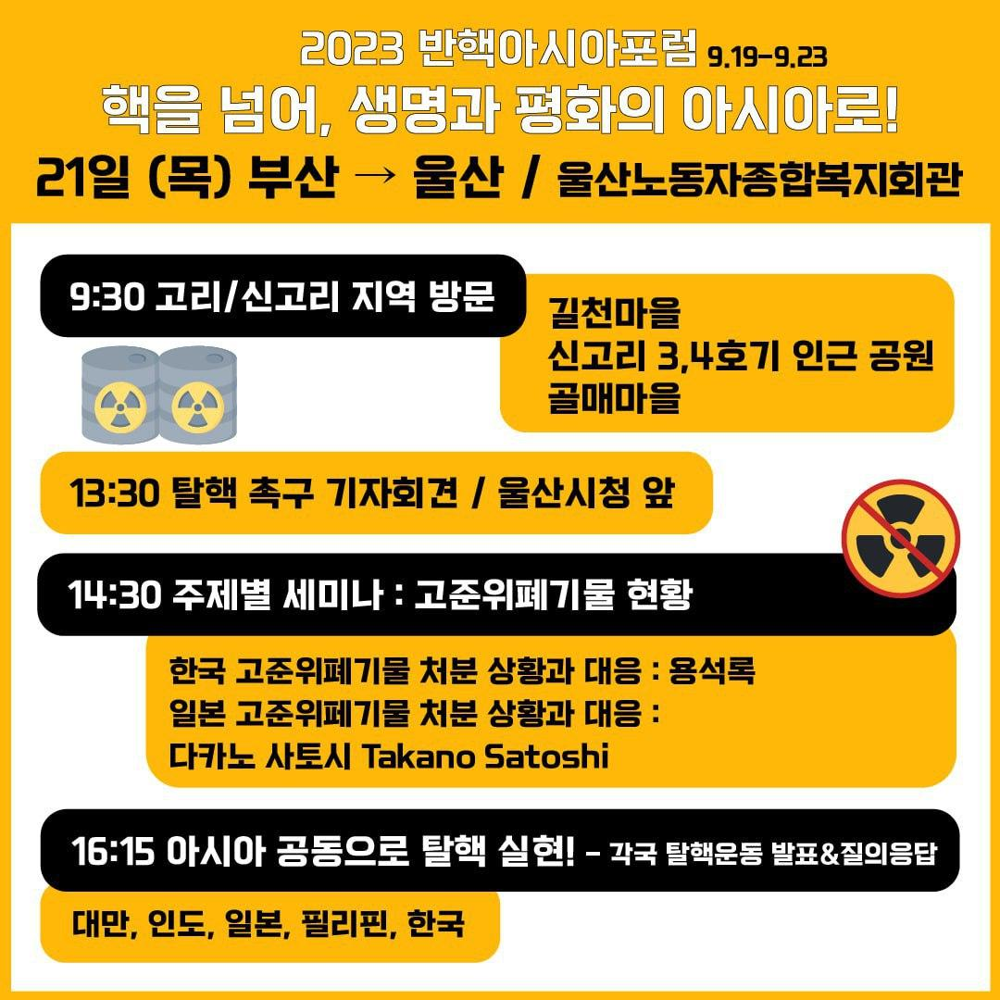 2023 반핵아시아포럼 9.19-9.23
핵을 넘어, 생명과 평화의 아시아로!
21일 (목) 부산 → 울산 / 울산노동자종합복지회관
9:30 고리/신고리 지역 방문
길천마을
신고리 3,4호기 인근 공원
골매마을
13:30 탈핵 촉구 기자회견 / 울산시청 앞
14:30 주제별 세미나 : 고준위폐기물 현황
한국 고준위폐기물 처분 상황과 대응 : 용석록
일본 고준위폐기물 처분 상황과 대응 :
다카노 사토시 Takano Satoshi
16:15 아시아 공동으로 탈핵 실현! - 각국 탈핵운동 발표&질의응답
대만, 인도, 일본, 필리핀, 한국